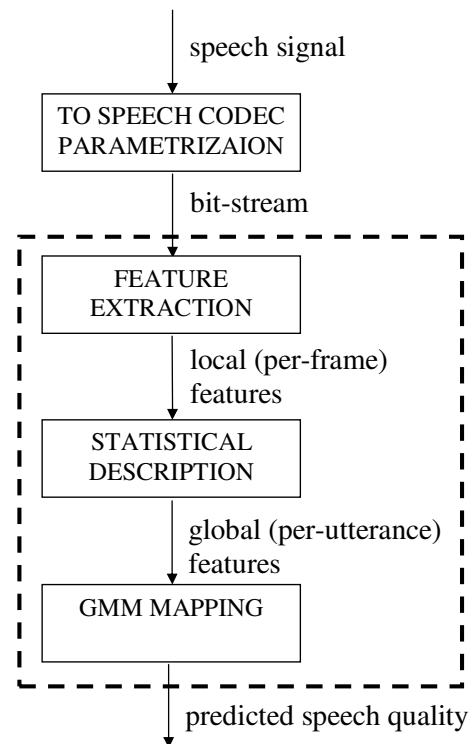 speech signal
TO SPEECH CODEC
PARAMETRIZAION
bit-stream
FEATURE
EXTRACTION
local (per-frame)
features
STATISTICAL
DESCRIPTION
global (per-utterance)
features
GMM MAPPING
predicted speech quality